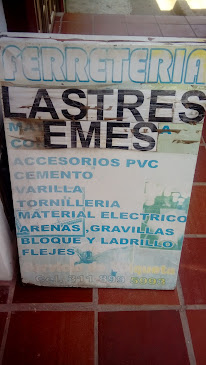 FERRETERIA
LASTRES
EMES
ACCESORIOS PVC
CEMENTO
VARILLA
TORNILLERIA
MATERIAL ELECTRICO
ARENAS ,GRAVILLAS
BLOQUE Y LADRILLO
FLEJES